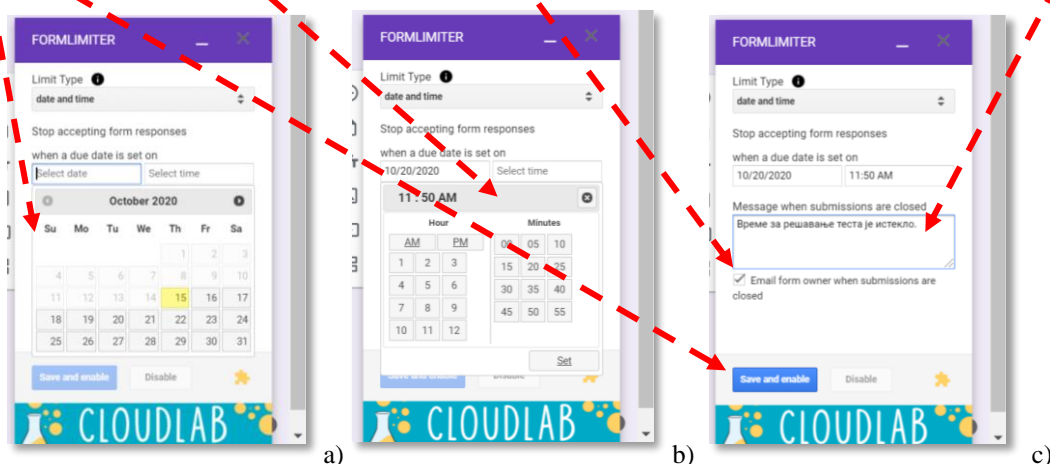 FORMLIMITER
Limit Type
date and time
Stop accepting form responses
when a due date is set on
Select date Select time
October 2020
Su Mo Tu We Th Fr Sa
1 2 3
4 5 6 7 8 9 10
11 12 13 14 15 16 17
18 19 20 21 22 23 24
25 26 27 28 29 30 31
Save and enable Disable
CLOUDLAB
a)
FORMLIMITER
Limit Type
date and time
Stop accepting form responses
when a due date is set on
10/20/2020 Select time
11 : 50 AM
Hour Minutes
AM PM 00 05 10
1 2 3 15 20 25
4 5 6 30 35 40
7 8 9 45 50 55
10 11 12
Set
Save and enable Disable
CLOUDLAB
b)
FORMLIMITER
Limit Type
date and time
Stop accepting form responses
when a due date is set on
10/20/2020 11:50 AM
Message when submissions are closed
Време за решавање теста је истекло.
Email form owner when submissions are
closed
Save and enable Disable
CLOUDLAB
c)